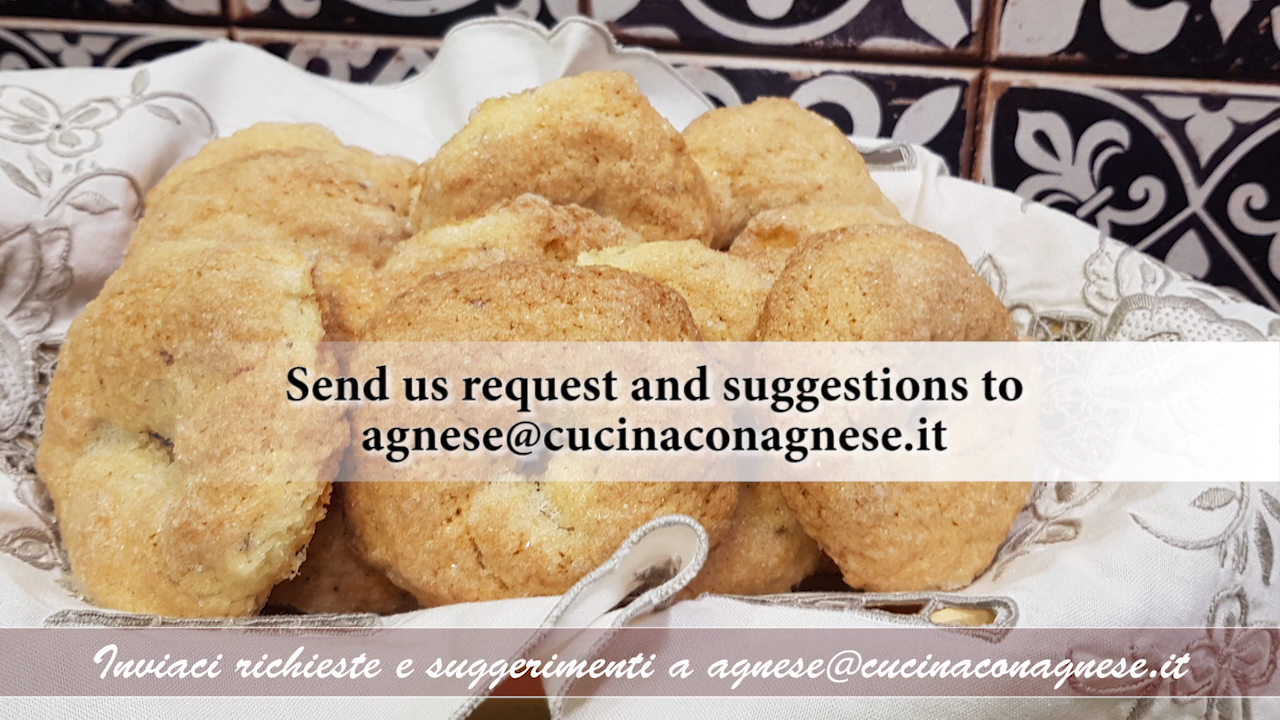 Send us request and suggestions to
agnese@cucinaconagnese.it
Inviaci richieste e suggerimenti a agnese@cucinaconagnese.it